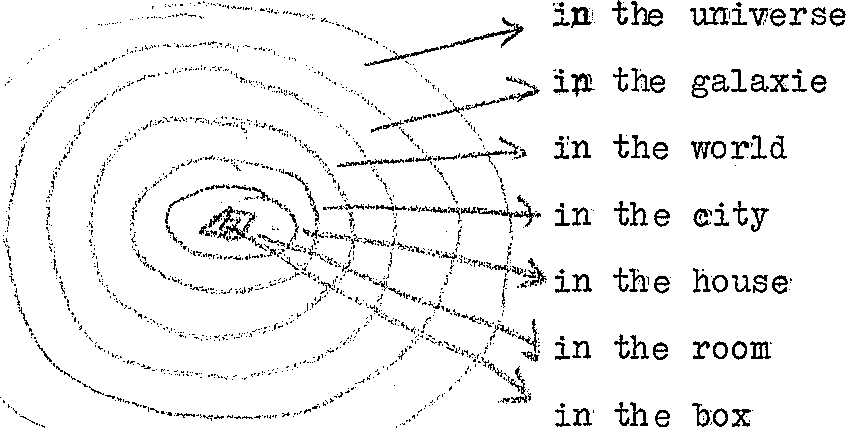 in the universe
in the galaxie
in the world
in the city
in the house
in the room
in the box